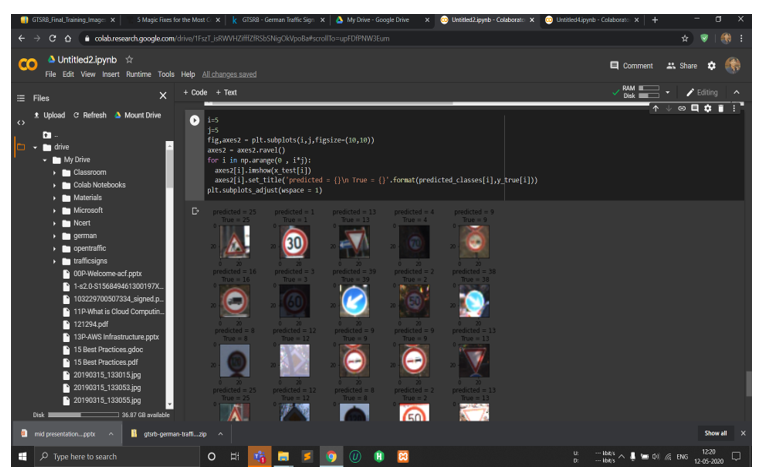 GTSRB_Final_Training_Images
5 Magic Fixes for the Most C
GTSRB - German Traffic Sign
My Drive - Google Drive
Untitled2.ipynb - Colaborato
Untitled4.ipynb - Colaborato
colab.research.google.com
Untitled2.ipynb
Comment
Share
File Edit View Insert Runtime Tools Help All changes saved
+ Code + Text
RAM
Disk
Editing
Files
Upload Refresh Mount Drive
..
drive
My Drive
Classroom
Colab Notebooks
Materials
Microsoft
Ncert
german
opentraffic
trafficsigns
00P-Welcome-acf.pptx
1-s2.0-S156849461300197X...
103229700507334_signed.p...
11P-What is Cloud Computin...
121294.pdf
13P-AWS Infrastructure.pptx
15 Best Practices.gdoc
15 Best Practices.pdf
20190315_133015.jpg
20190315_133053.jpg
20190315_133055.jpg
Disk 36.87 GB available
i=5
j=5
fig,axes2 = plt.subplots(i,j,figsize=(10,10))
axes2 = axes2.ravel()
for i in np.arange(0 , i*j):
axes2[i].imshow(x_test[i])
axes2[i].set_title('predicted = {}\n True = {}'.format(predicted_classes[i],y_true[i]))
plt.subplots_adjust(wspace = 1)
predicted = 25 predicted = 1 predicted = 13 predicted = 4 predicted = 9
True = 25 True = 1 True = 13 True = 4 True = 9
30
predicted = 16 predicted = 3 predicted = 39 predicted = 2 predicted = 38
True = 16 True = 3 True = 39 True = 2 True = 38
60 50
predicted = 8 predicted = 12 predicted = 9 predicted = 9 predicted = 13
True = 8 True = 12 True = 9 True = 9 True = 13
predicted = 25 predicted = 12 predicted = 6 predicted = 2 predicted = 13
True = 25 True = 12 True = 8 True = 2 True = 13
mid presentation....pptx
gtsrb-german-traffi....zip
Show all
Type here to search
U:
D:
kbit/s
kbit/s
ENG
12:20
12-05-2020